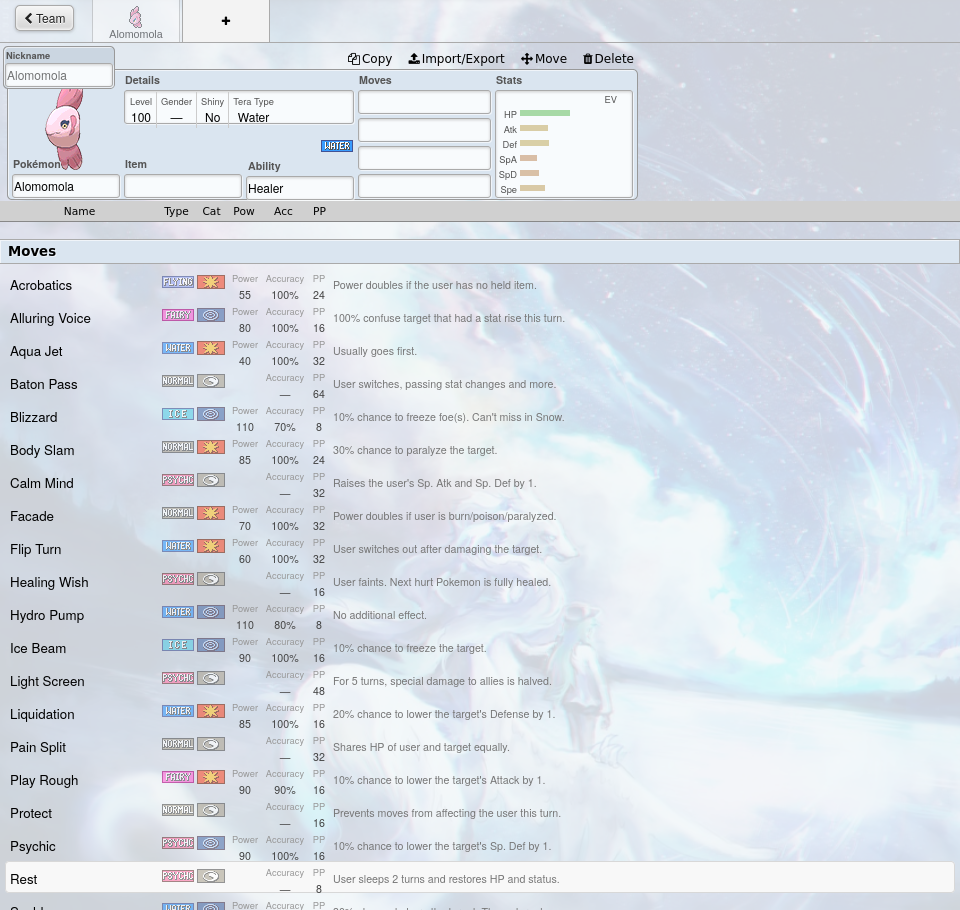 Team
Alomomola
+
Nickname
Alomomola
Copy Import/Export Move Delete
Details
Moves
Stats
Level Gender Shiny Tera Type
100 — No Water
EV
HP
Atk
Def
SpA
SpD
Spe
WATER
Pokémon
Item
Ability
Alomomola
Healer
Name Type Cat Pow Acc PP
Moves
Acrobatics FLYING Power 55 Accuracy 100% PP 24 Power doubles if the user has no held item.
Alluring Voice FAIRY Power 80 Accuracy 100% PP 16 100% confuse target that had a stat rise this turn.
Aqua Jet WATER Power 40 Accuracy 100% PP 32 Usually goes first.
Baton Pass NORMAL Accuracy — PP 64 User switches, passing stat changes and more.
Blizzard ICE Power 110 Accuracy 70% PP 8 10% chance to freeze foe(s). Can't miss in Snow.
Body Slam NORMAL Power 85 Accuracy 100% PP 24 30% chance to paralyze the target.
Calm Mind PSYCHC Accuracy — PP 32 Raises the user's Sp. Atk and Sp. Def by 1.
Facade NORMAL Power 70 Accuracy 100% PP 32 Power doubles if user is burn/poison/paralyzed.
Flip Turn WATER Power 60 Accuracy 100% PP 32 User switches out after damaging the target.
Healing Wish PSYCHC Accuracy — PP 16 User faints. Next hurt Pokemon is fully healed.
Hydro Pump WATER Power 110 Accuracy 80% PP 8 No additional effect.
Ice Beam ICE Power 90 Accuracy 100% PP 16 10% chance to freeze the target.
Light Screen PSYCHC Accuracy — PP 48 For 5 turns, special damage to allies is halved.
Liquidation WATER Power 85 Accuracy 100% PP 16 20% chance to lower the target's Defense by 1.
Pain Split NORMAL Accuracy — PP 32 Shares HP of user and target equally.
Play Rough FAIRY Power 90 Accuracy 90% PP 16 10% chance to lower the target's Attack by 1.
Protect NORMAL Accuracy — PP 16 Prevents moves from affecting the user this turn.
Psychic PSYCHC Power 90 Accuracy 100% PP 16 10% chance to lower the target's Sp. Def by 1.
Rest PSYCHC Accuracy — PP 8 User sleeps 2 turns and restores HP and status.
WATER Power Accuracy PP